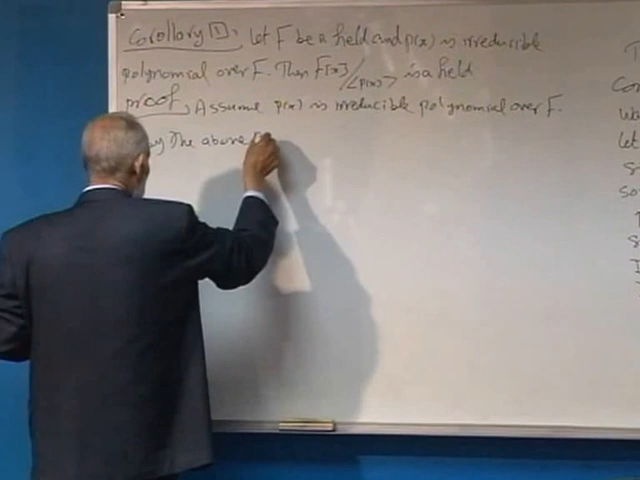 Corollary 1, Let F be a field and p(x) is irreducible
polynomial over F. Then F[x]/<p(x)> is a field
proof, Assume p(x) is irreducible polynomial over F.
The above